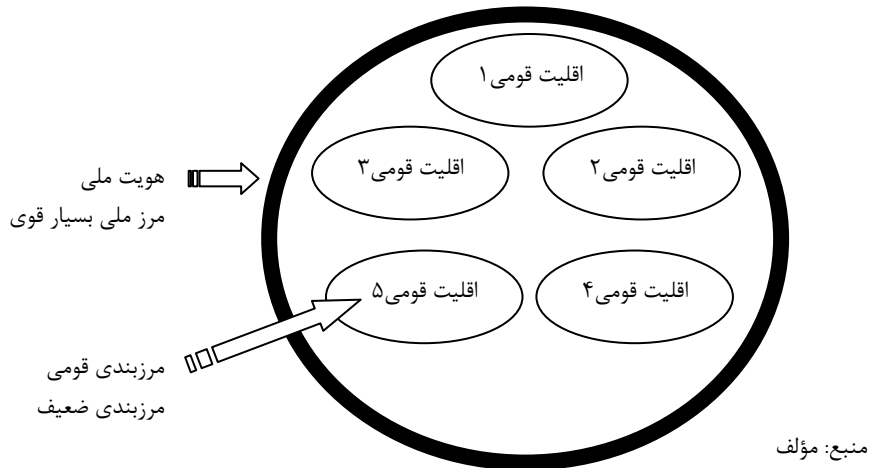 اقلیت قومی۱
اقلیت قومی۲
اقلیت قومی۳
هویت ملی
مرز ملی بسیار قوی
اقلیت قومی۴
اقلیت قومی۵
مرزبندی قومی
مرزبندی ضعیف
منبع: مؤلف